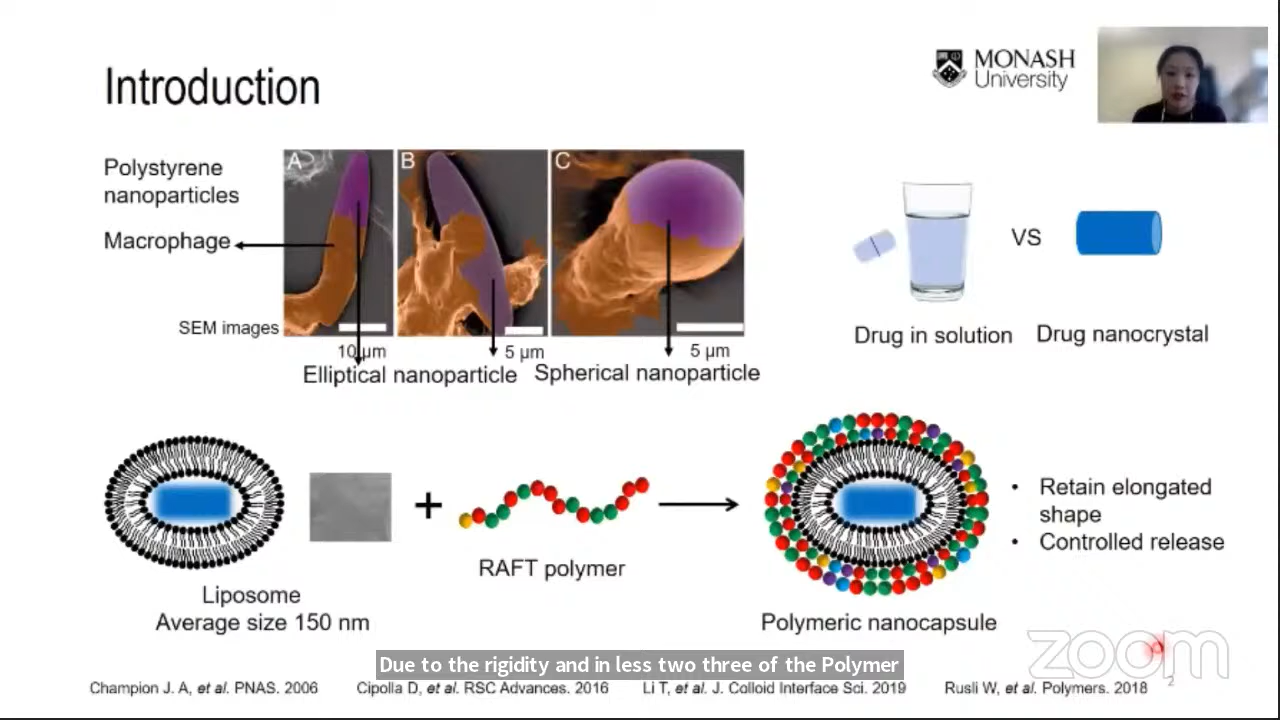 Introduction
MONASH
University
Polystyrene
nanoparticles
Macrophage
SEM images
A
B
C
10 µm
5 µm
5 µm
Elliptical nanoparticle
Spherical nanoparticle
VS
Drug in solution
Drug nanocrystal
+
Liposome
Average size 150 nm
RAFT polymer
Polymeric nanocapsule
• Retain elongated
shape
• Controlled release
zoom
Due to the rigidity and in less two three of the Polymer
Champion J. A, et al. PNAS. 2006
Cipolla D, et al. RSC Advances. 2016
Li T, et al. J. Colloid Interface Sci. 2019
Rusli W, et al. Polymers. 2018
2